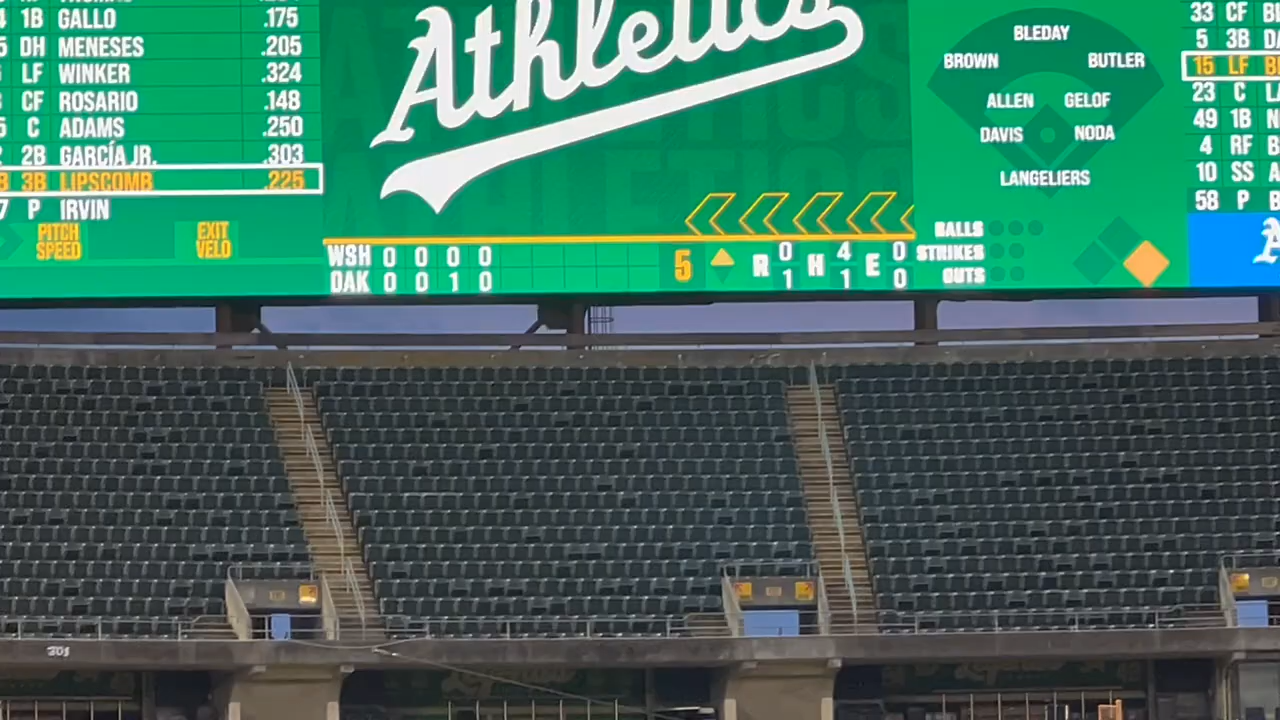 1B GALLO .175
DH MENESES .205
LF WINKER .324
CF ROSARIO .148
C ADAMS .250
2B GARCÍA JR. .303
3B LIPSCOMB .225
P IRVIN
PITCH SPEED
EXIT VELO
Athletics
WSH 0 0 0 0
DAK 0 0 1 0
5
R 0 1
H 4 1
E 0 0
BLEDAY
BROWN BUTLER
ALLEN GELOF
DAVIS NODA
LANGELIERS
BALLS
STRIKES
OUTS
33 CF
5 3B
15 LF
23 C
49 1B
4 RF
10 SS
58 P
A